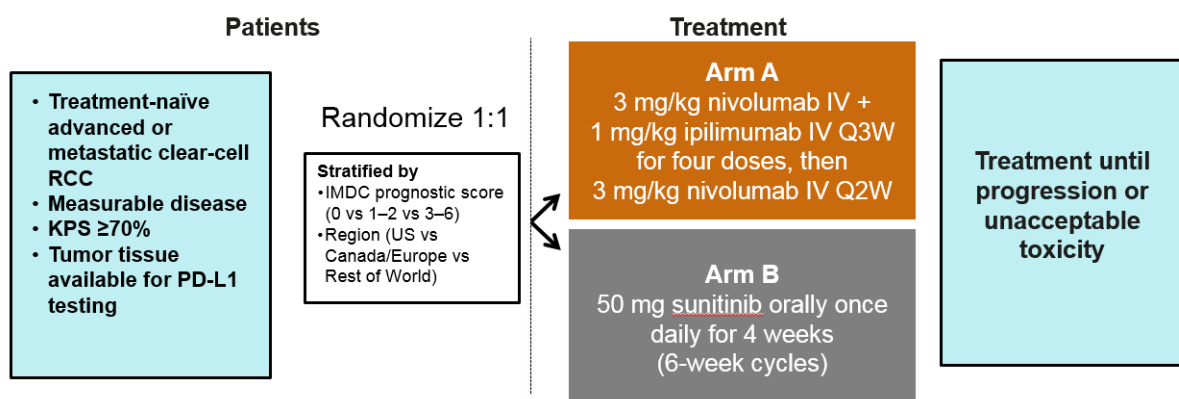 Patients
Treatment
• Treatment-naïve
advanced or
metastatic clear-cell
RCC
• Measurable disease
• KPS ≥70%
• Tumor tissue
available for PD-L1
testing
Randomize 1:1
Stratified by
•IMDC prognostic score
(0 vs 1–2 vs 3–6)
•Region (US vs
Canada/Europe vs
Rest of World)
Arm A
3 mg/kg nivolumab IV +
1 mg/kg ipilimumab IV Q3W
for four doses, then
3 mg/kg nivolumab IV Q2W
Arm B
50 mg sunitinib orally once
daily for 4 weeks
(6-week cycles)
Treatment until
progression or
unacceptable
toxicity